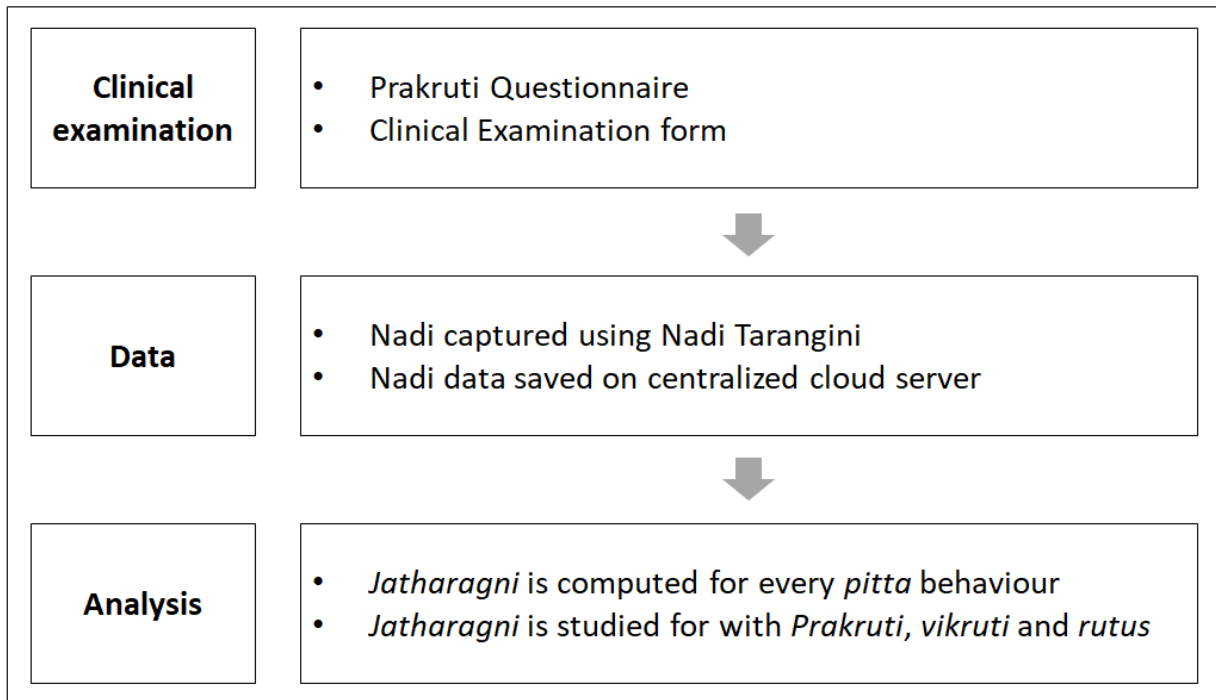 Clinical
examination
• Prakruti Questionnaire
• Clinical Examination form
Data
• Nadi captured using Nadi Tarangini
• Nadi data saved on centralized cloud server
Analysis
• Jatharagni is computed for every pitta behaviour
• Jatharagni is studied for with Prakruti, vikruti and rutus